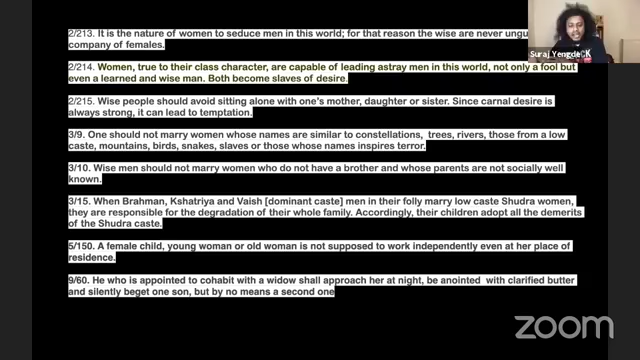 2/213. It is the nature of women to seduce men in this world; for that reason the wise are never
company of females.
2/214. Women, true to their class character, are capable of leading astray men in this world, not only a fool but
even a learned and wise man. Both become slaves of desire.
2/215. Wise people should avoid sitting alone with one's mother, daughter or sister. Since carnal desire is
always strong, it can lead to temptation.
3/9. One should not marry women whose names are similar to constellations, trees, rivers, those from a low
caste, mountains, birds, snakes, slaves or those whose names inspires terror.
3/10. Wise men should not marry women who do not have a brother and whose parents are not socially well
known.
3/15. When Brahman, Kshatriya and Vaish [dominant caste] men in their folly marry low caste Shudra women,
they are responsible for the degradation of their whole family. Accordingly, their children adopt all the demerits
of the Shudra caste.
5/150. A female child, young woman or old woman is not supposed to work independently even at her place of
residence.
9/60. He who is appointed to cohabit with a widow shall approach her at night, be anointed with clarified butter
and silently beget one son, but by no means a second one
Suraj
zoom